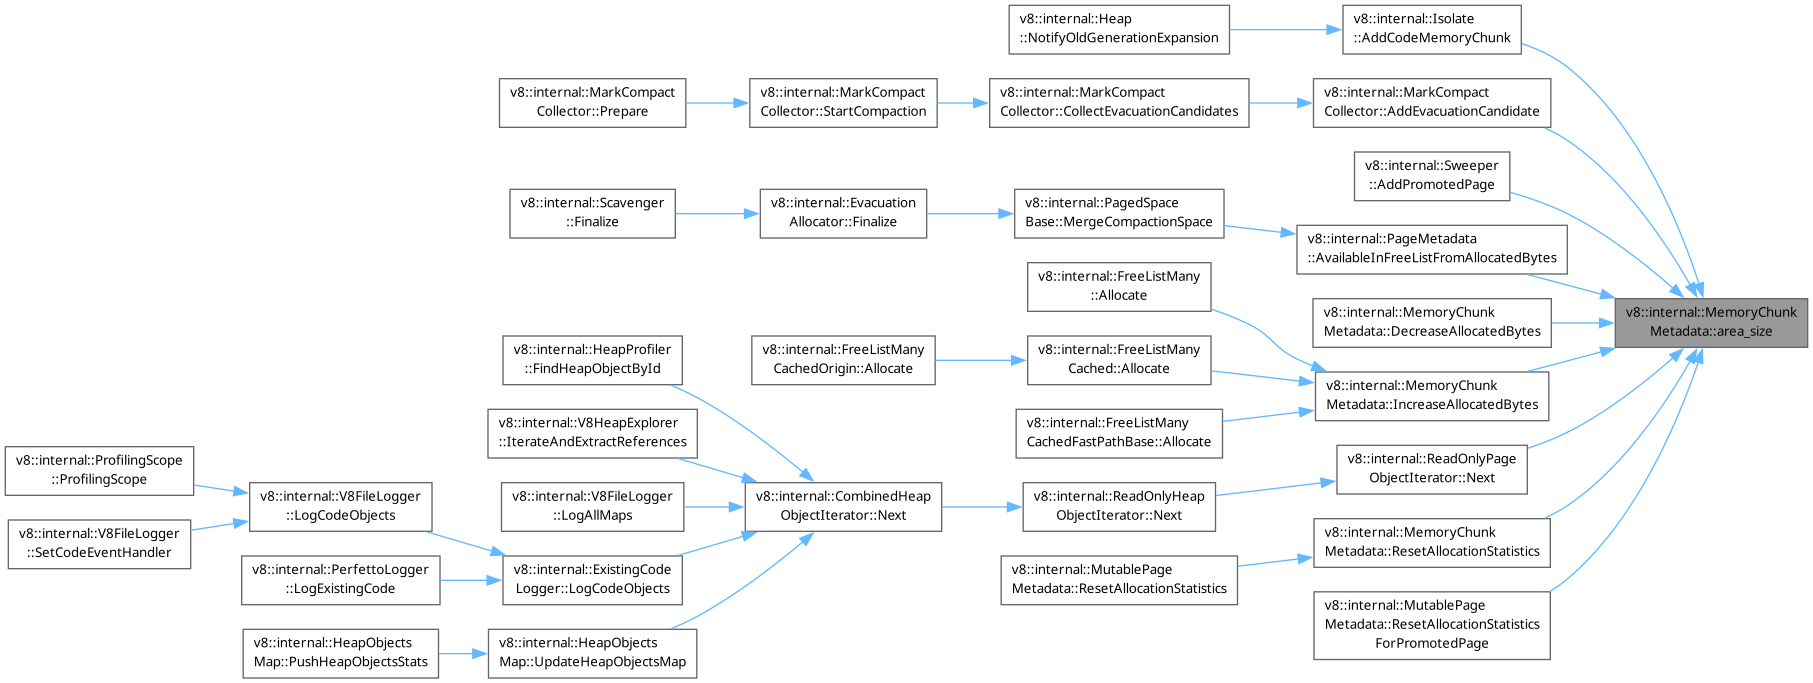 v8::internal::Heap
::NotifyOldGenerationExpansion
v8::internal::Isolate
::AddCodeMemoryChunk
v8::internal::MarkCompact
Collector::Prepare
v8::internal::MarkCompact
Collector::StartCompaction
v8::internal::MarkCompact
Collector::CollectEvacuationCandidates
v8::internal::MarkCompact
Collector::AddEvacuationCandidate
v8::internal::Sweeper
::AddPromotedPage
v8::internal::Scavenger
::Finalize
v8::internal::Evacuation
Allocator::Finalize
v8::internal::PagedSpace
Base::MergeCompactionSpace
v8::internal::PageMetadata
::AvailableInFreeListFromAllocatedBytes
v8::internal::FreeListMany
::Allocate
v8::internal::MemoryChunk
Metadata::DecreaseAllocatedBytes
v8::internal::MemoryChunk
Metadata::area_size
v8::internal::HeapProfiler
::FindHeapObjectById
v8::internal::FreeListMany
CachedOrigin::Allocate
v8::internal::FreeListMany
Cached::Allocate
v8::internal::MemoryChunk
Metadata::IncreaseAllocatedBytes
v8::internal::V8HeapExplorer
::IterateAndExtractReferences
v8::internal::FreeListMany
CachedFastPathBase::Allocate
v8::internal::ProfilingScope
::ProfilingScope
v8::internal::ReadOnlyPage
ObjectIterator::Next
v8::internal::V8FileLogger
::LogCodeObjects
v8::internal::V8FileLogger
::LogAllMaps
v8::internal::CombinedHeap
ObjectIterator::Next
v8::internal::ReadOnlyHeap
ObjectIterator::Next
v8::internal::V8FileLogger
::SetCodeEventHandler
v8::internal::MemoryChunk
Metadata::ResetAllocationStatistics
v8::internal::PerfettoLogger
::LogExistingCode
v8::internal::ExistingCode
Logger::LogCodeObjects
v8::internal::MutablePage
Metadata::ResetAllocationStatistics
v8::internal::MutablePage
Metadata::ResetAllocationStatistics
ForPromotedPage
v8::internal::HeapObjects
Map::PushHeapObjectsStats
v8::internal::HeapObjects
Map::UpdateHeapObjectsMap